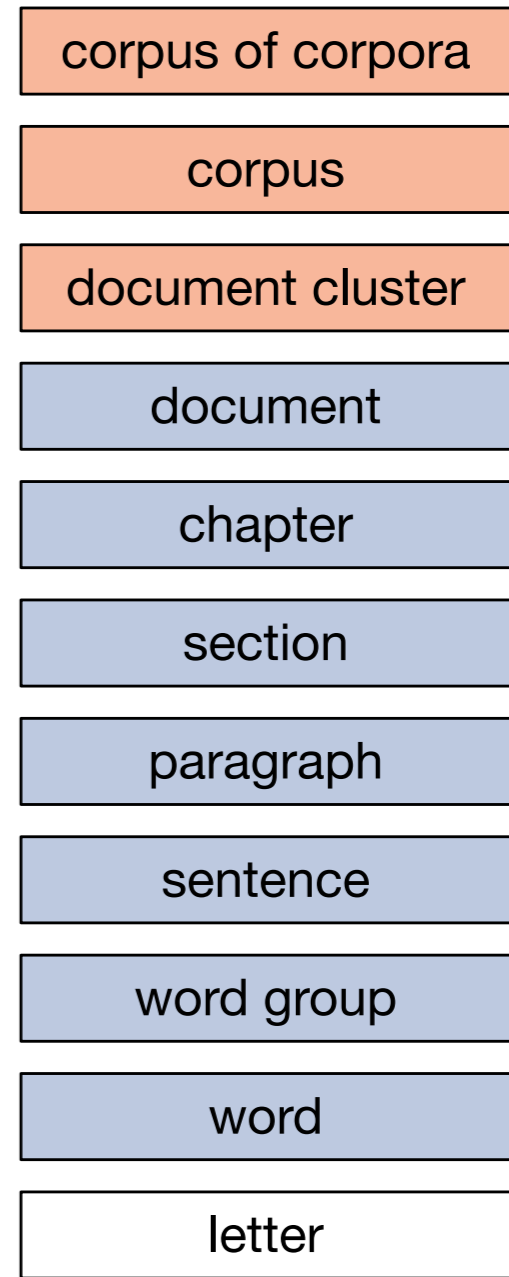 corpus of corpora
corpus
document cluster
document
chapter
section
paragraph
sentence
word group
word
letter